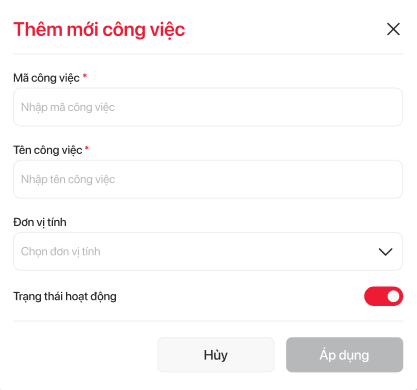 Thêm mới công việc
Mã công việc *
Nhập mã công việc
Tên công việc *
Nhập tên công việc
Đơn vị tính
Chọn đơn vị tính
Trạng thái hoạt động
Hủy
Áp dụng